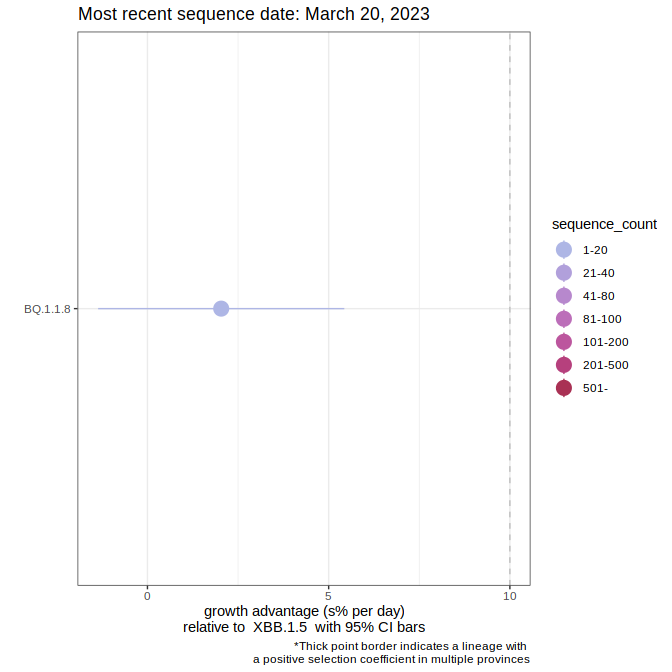 Most recent sequence date: March 20, 2023
BQ.1.1.8
0
5
10
growth advantage (s% per day)
relative to  XBB.1.5  with 95% CI bars
*Thick point border indicates a lineage with
a positive selection coefficient in multiple provinces
sequence_count
1-20
21-40
41-80
81-100
101-200
201-500
501-